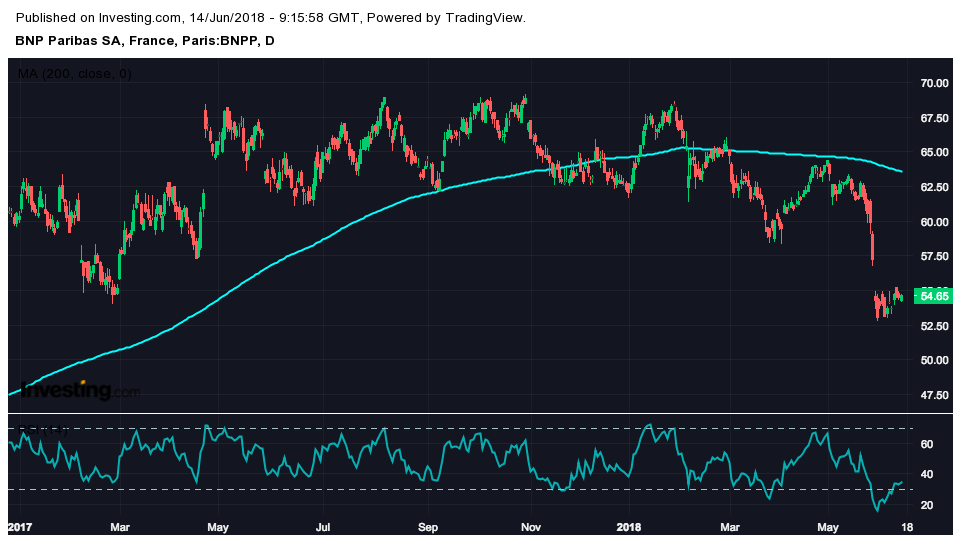 Published on Investing.com, 14/Jun/2018 - 9:15:58 GMT, Powered by TradingView.
BNP Paribas SA, France, Paris:BNPP, D
MA (200, close, 0)
70.00
67.50
65.00
62.50
60.00
57.50
54.65
52.50
50.00
47.50
Investing.com
60
40
20
2017 Mar May Jul Sep Nov 2018 Mar May 18